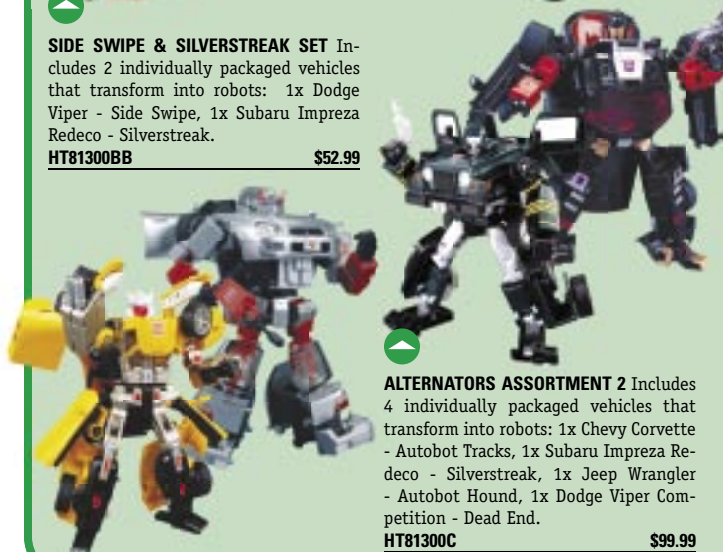 SIDE SWIPE & SILVERSTREAK SET In-
cludes 2 individually packaged vehicles
that transform into robots: 1x Dodge
Viper - Side Swipe, 1x Subaru Impreza
Redeco - Silverstreak.
HT81300BB $52.99
ALTERNATORS ASSORTMENT 2 Includes
4 individually packaged vehicles that
transform into robots: 1x Chevy Corvette
- Autobot Tracks, 1x Subaru Impreza Re-
deco - Silverstreak, 1x Jeep Wrangler
- Autobot Hound, 1x Dodge Viper Com-
petition - Dead End.
HT81300C $99.99